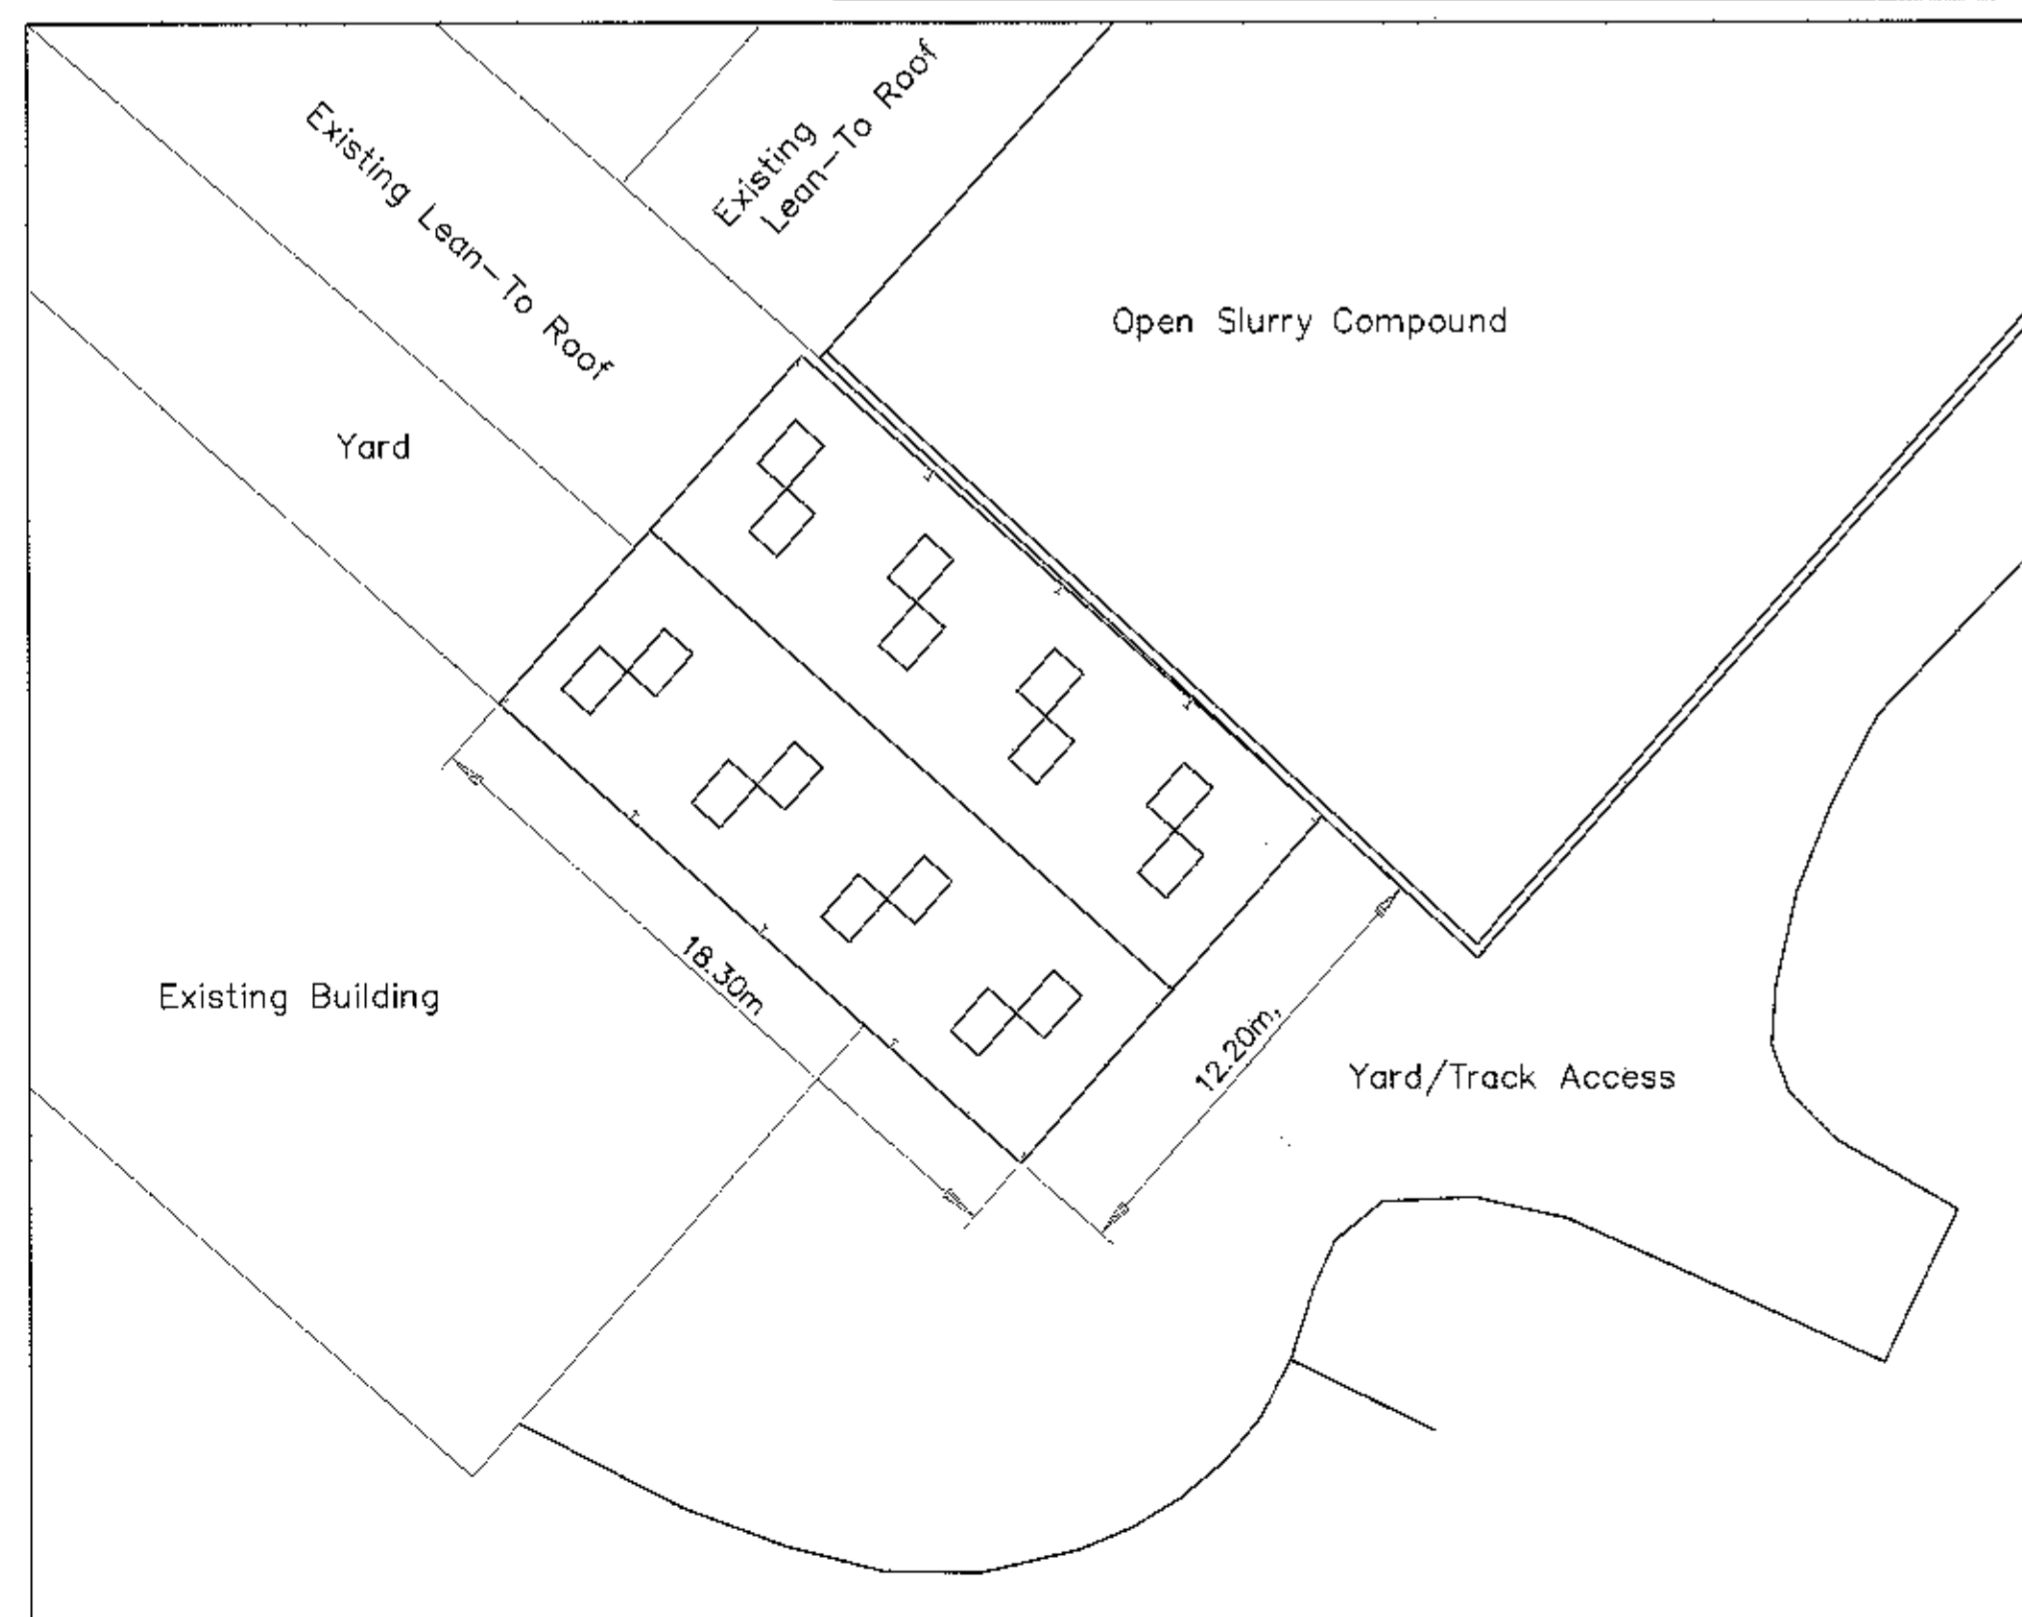 Existing
Lean-To Roof
Existing Lean-To Roof
Open Slurry Compound
Yard
18.30m
Existing Building
12.20m,
Yard/Track Access